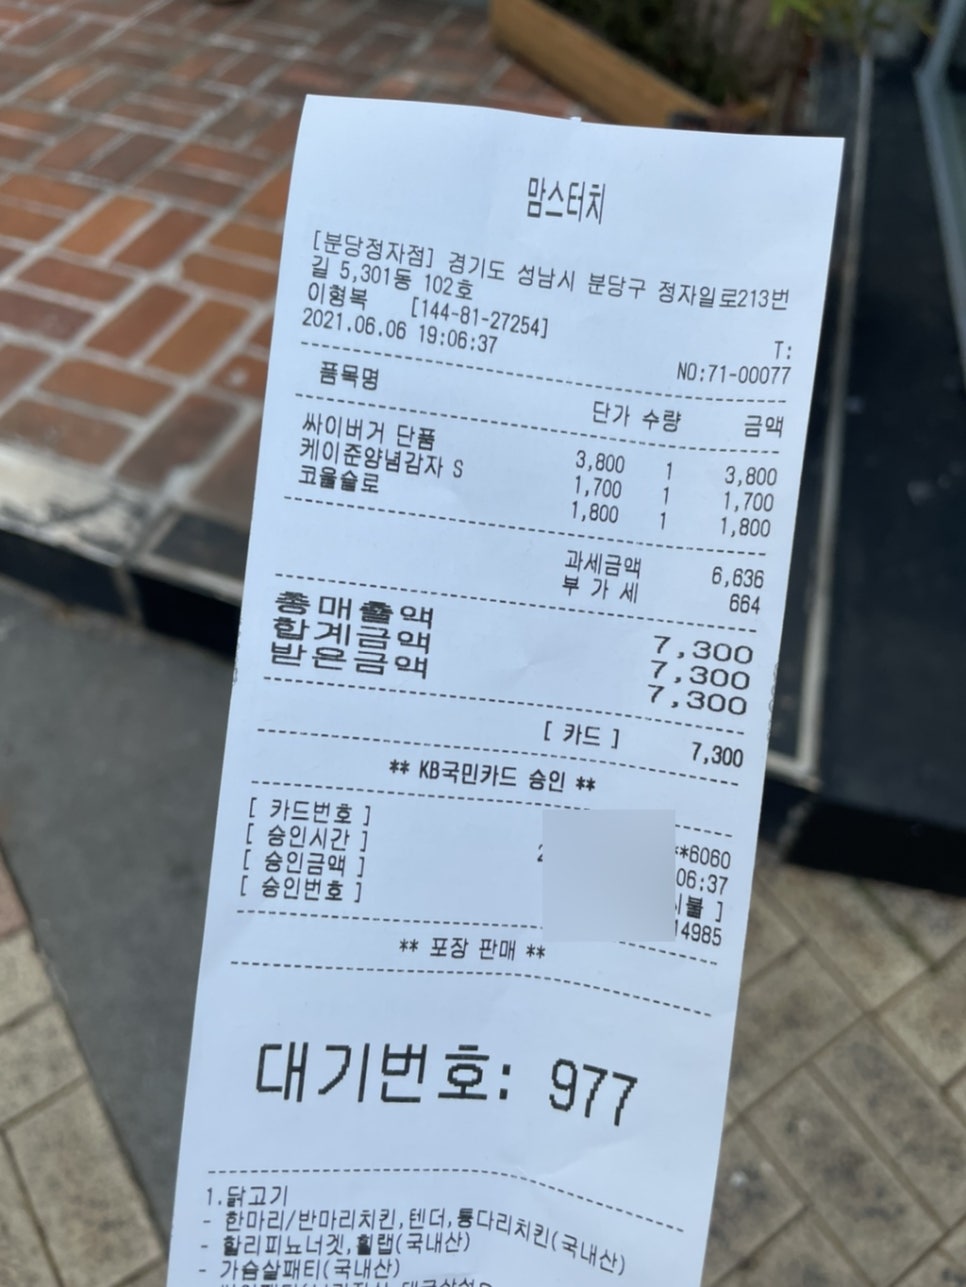 맘스터치
[분당정자점] 경기도 성남시 분당구 정자일로213번
길 5,301동 102호
이형복 [144-81-27254]
2021.06.06 19:06:37 T:
NO:71-00077
품목명 단가 수량 금액
싸이버거 단품 3,800 1 3,800
케이준양념감자 S 1,700 1 1,700
코울슬로 1,800 1 1,800
과세금액 6,636
부가세 664
총매출액 7,300
합계금액 7,300
받은금액 7,300
[ 카드 ] 7,300
** KB국민카드 승인 **
[ 카드번호 ] **6060
[ 승인시간 ] 06:37
[ 승인금액 ] 불 ]
[ 승인번호 ] 14985
** 포장 판매 **
대기번호: 977
1.닭고기
- 한마리/반마리치킨,텐더,통다리치킨(국내산)
- 할라피뇨너겟,휠랩(국내산)
- 가슴살패티(국내산)